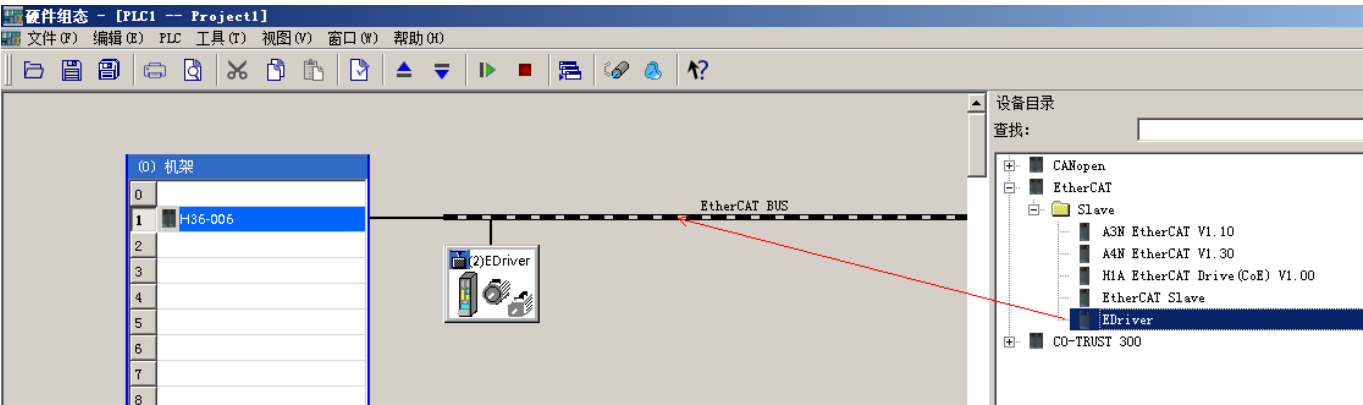 硬件组态 - [PLC1 -- Project1]
文件(F) 编辑(E) PLC 工具(T) 视图(V) 窗口(W) 帮助(H)
设备目录
查找:
(0) 机架
0
1 H36-006
2
3
4
5
6
7
8
EtherCAT BUS
(2)EDriver
CANopen
EtherCAT
Slave
A3N EtherCAT V1.10
A4N EtherCAT V1.30
H1A EtherCAT Drive(CoE) V1.00
EtherCAT Slave
EDriver
CO-TRUST 300